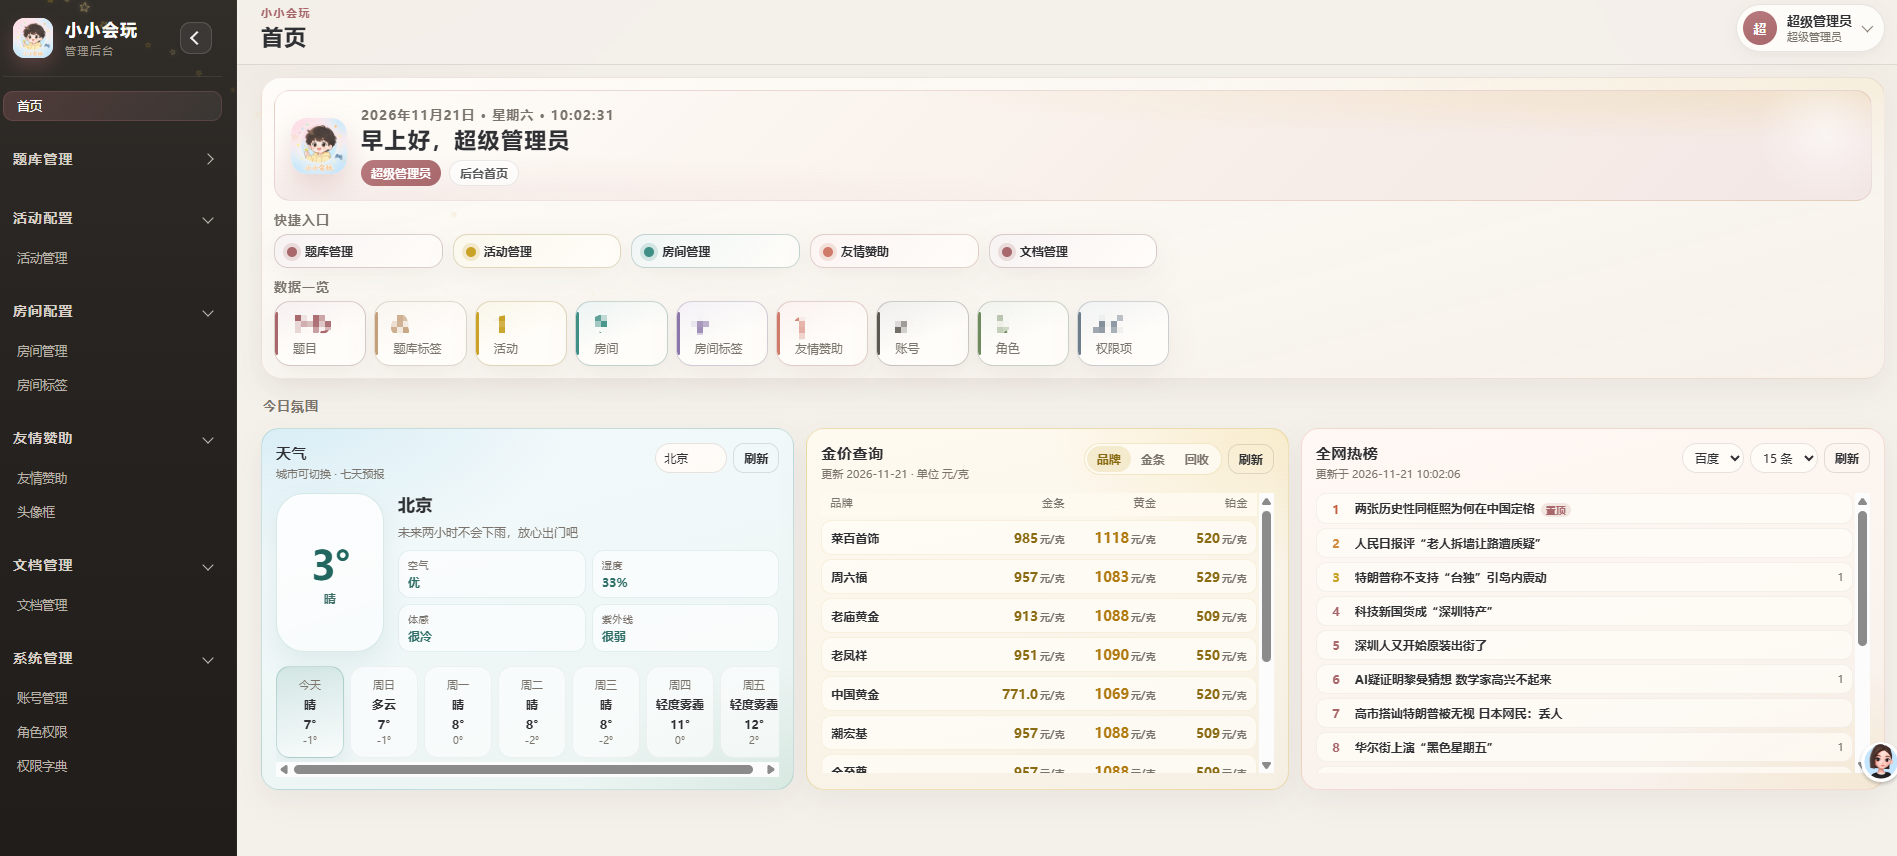 小小会玩
管理后台
首页
题库管理
活动配置
活动管理
房间配置
房间管理
房间标签
友情赞助
友情赞助
头像框
文档管理
文档管理
系统管理
账号管理
角色权限
权限字典
小小会玩
首页
超
超级管理员
超级管理员
2026年11月21日 • 星期六 • 10:02:31
早上好，超级管理员
超级管理员 后台首页
快捷入口
题库管理 活动管理 房间管理 友情赞助 文档管理
数据一览
题目 题库标签 活动 房间 房间标签 友情赞助 账号 角色 权限项
今日氛围
天气
城市可切换 · 七天预报
北京 刷新
3°
晴
北京
未来两小时不会下雨，放心出门吧
空气
优
湿度
33%
体感
很冷
紫外线
很弱
今天 周日 周一 周二 周三 周四 周五
晴 多云 晴 晴 晴 轻度雾霾 轻度雾霾
7° 7° 8° 8° 8° 11° 12°
-1° -1° 0° -2° -2° 0° 2°
金价查询
更新 2026-11-21 · 单位 元/克
品牌 金条 回收 刷新
品牌 金条 黄金 铂金
菜百首饰 985 元/克 1118 元/克 520 元/克
周六福 957 元/克 1083 元/克 529 元/克
老庙黄金 913 元/克 1088 元/克 509 元/克
老凤祥 951 元/克 1090 元/克 550 元/克
中国黄金 771.0 元/克 1069 元/克 520 元/克
潮宏基 957 元/克 1088 元/克 509 元/克
金至尊 957 元/克 1088 元/克 509 元/克
全网热榜
更新于 2026-11-21 10:02:06
百度 15 条 刷新
1 两张历史性同框照为何在中国定格 置顶
2 人民日报评“老人拆墙让路遭质疑”
3 特朗普称不支持“台独”引岛内震动 1
4 科技新国货成“深圳特产”
5 深圳人又开始原装出街了
6 AI疑证明黎曼猜想 数学家高兴不起来 1
7 高市搭讪特朗普被无视 日本网民：丢人
8 华尔街上演“黑色星期五” 1